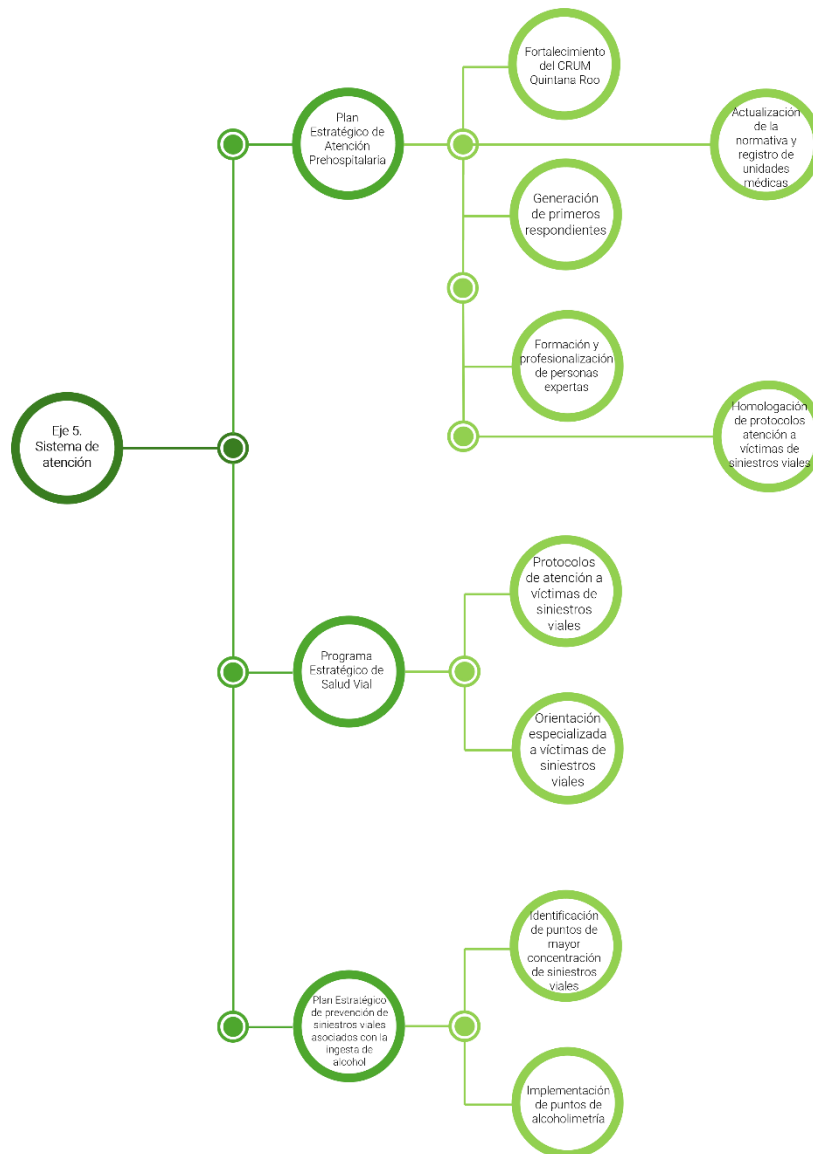 Eje 5.
Sistema de
atención
Plan
Estratégico de
Atención
Prehospitalaria
Fortalecimiento
del CRUM
Quintana Roo
Actualización
de la
normativa y
registro de
unidades
médicas
Generación
de primeros
respondientes
Formación y
profesionalización
de personas
expertas
Homologación
de protocolos
atención a
víctimas de
siniestros viales
Programa
Estratégico de
Salud Vial
Protocolos
de atención a
víctimas de
siniestros
viales
Orientación
especializada
a víctimas de
siniestros
viales
Plan Estratégico
de prevención de
siniestros viales
asociados con la
ingesta de
alcohol
Identificación
de puntos de
mayor
concentración
de siniestros
viales
Implementación
de puntos de
alcoholimetría